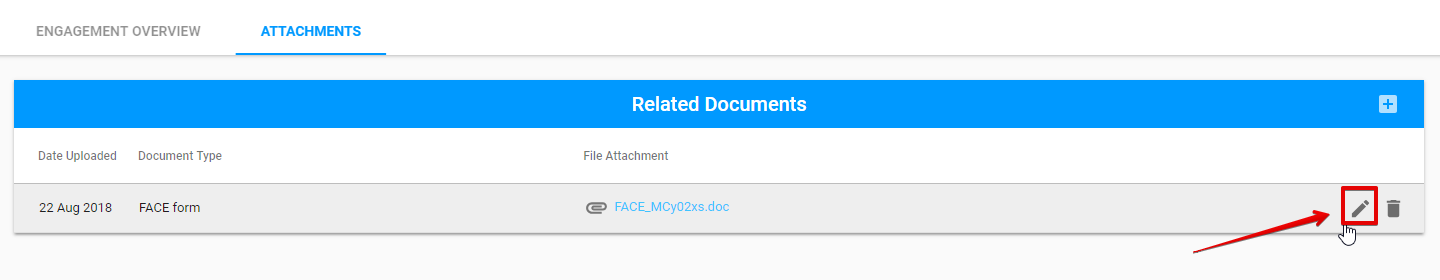 ENGAGEMENT OVERVIEW ATTACHMENTS
Related Documents
Date Uploaded Document Type File Attachment
22 Aug 2018 FACE form FACE_MCy02xs.doc